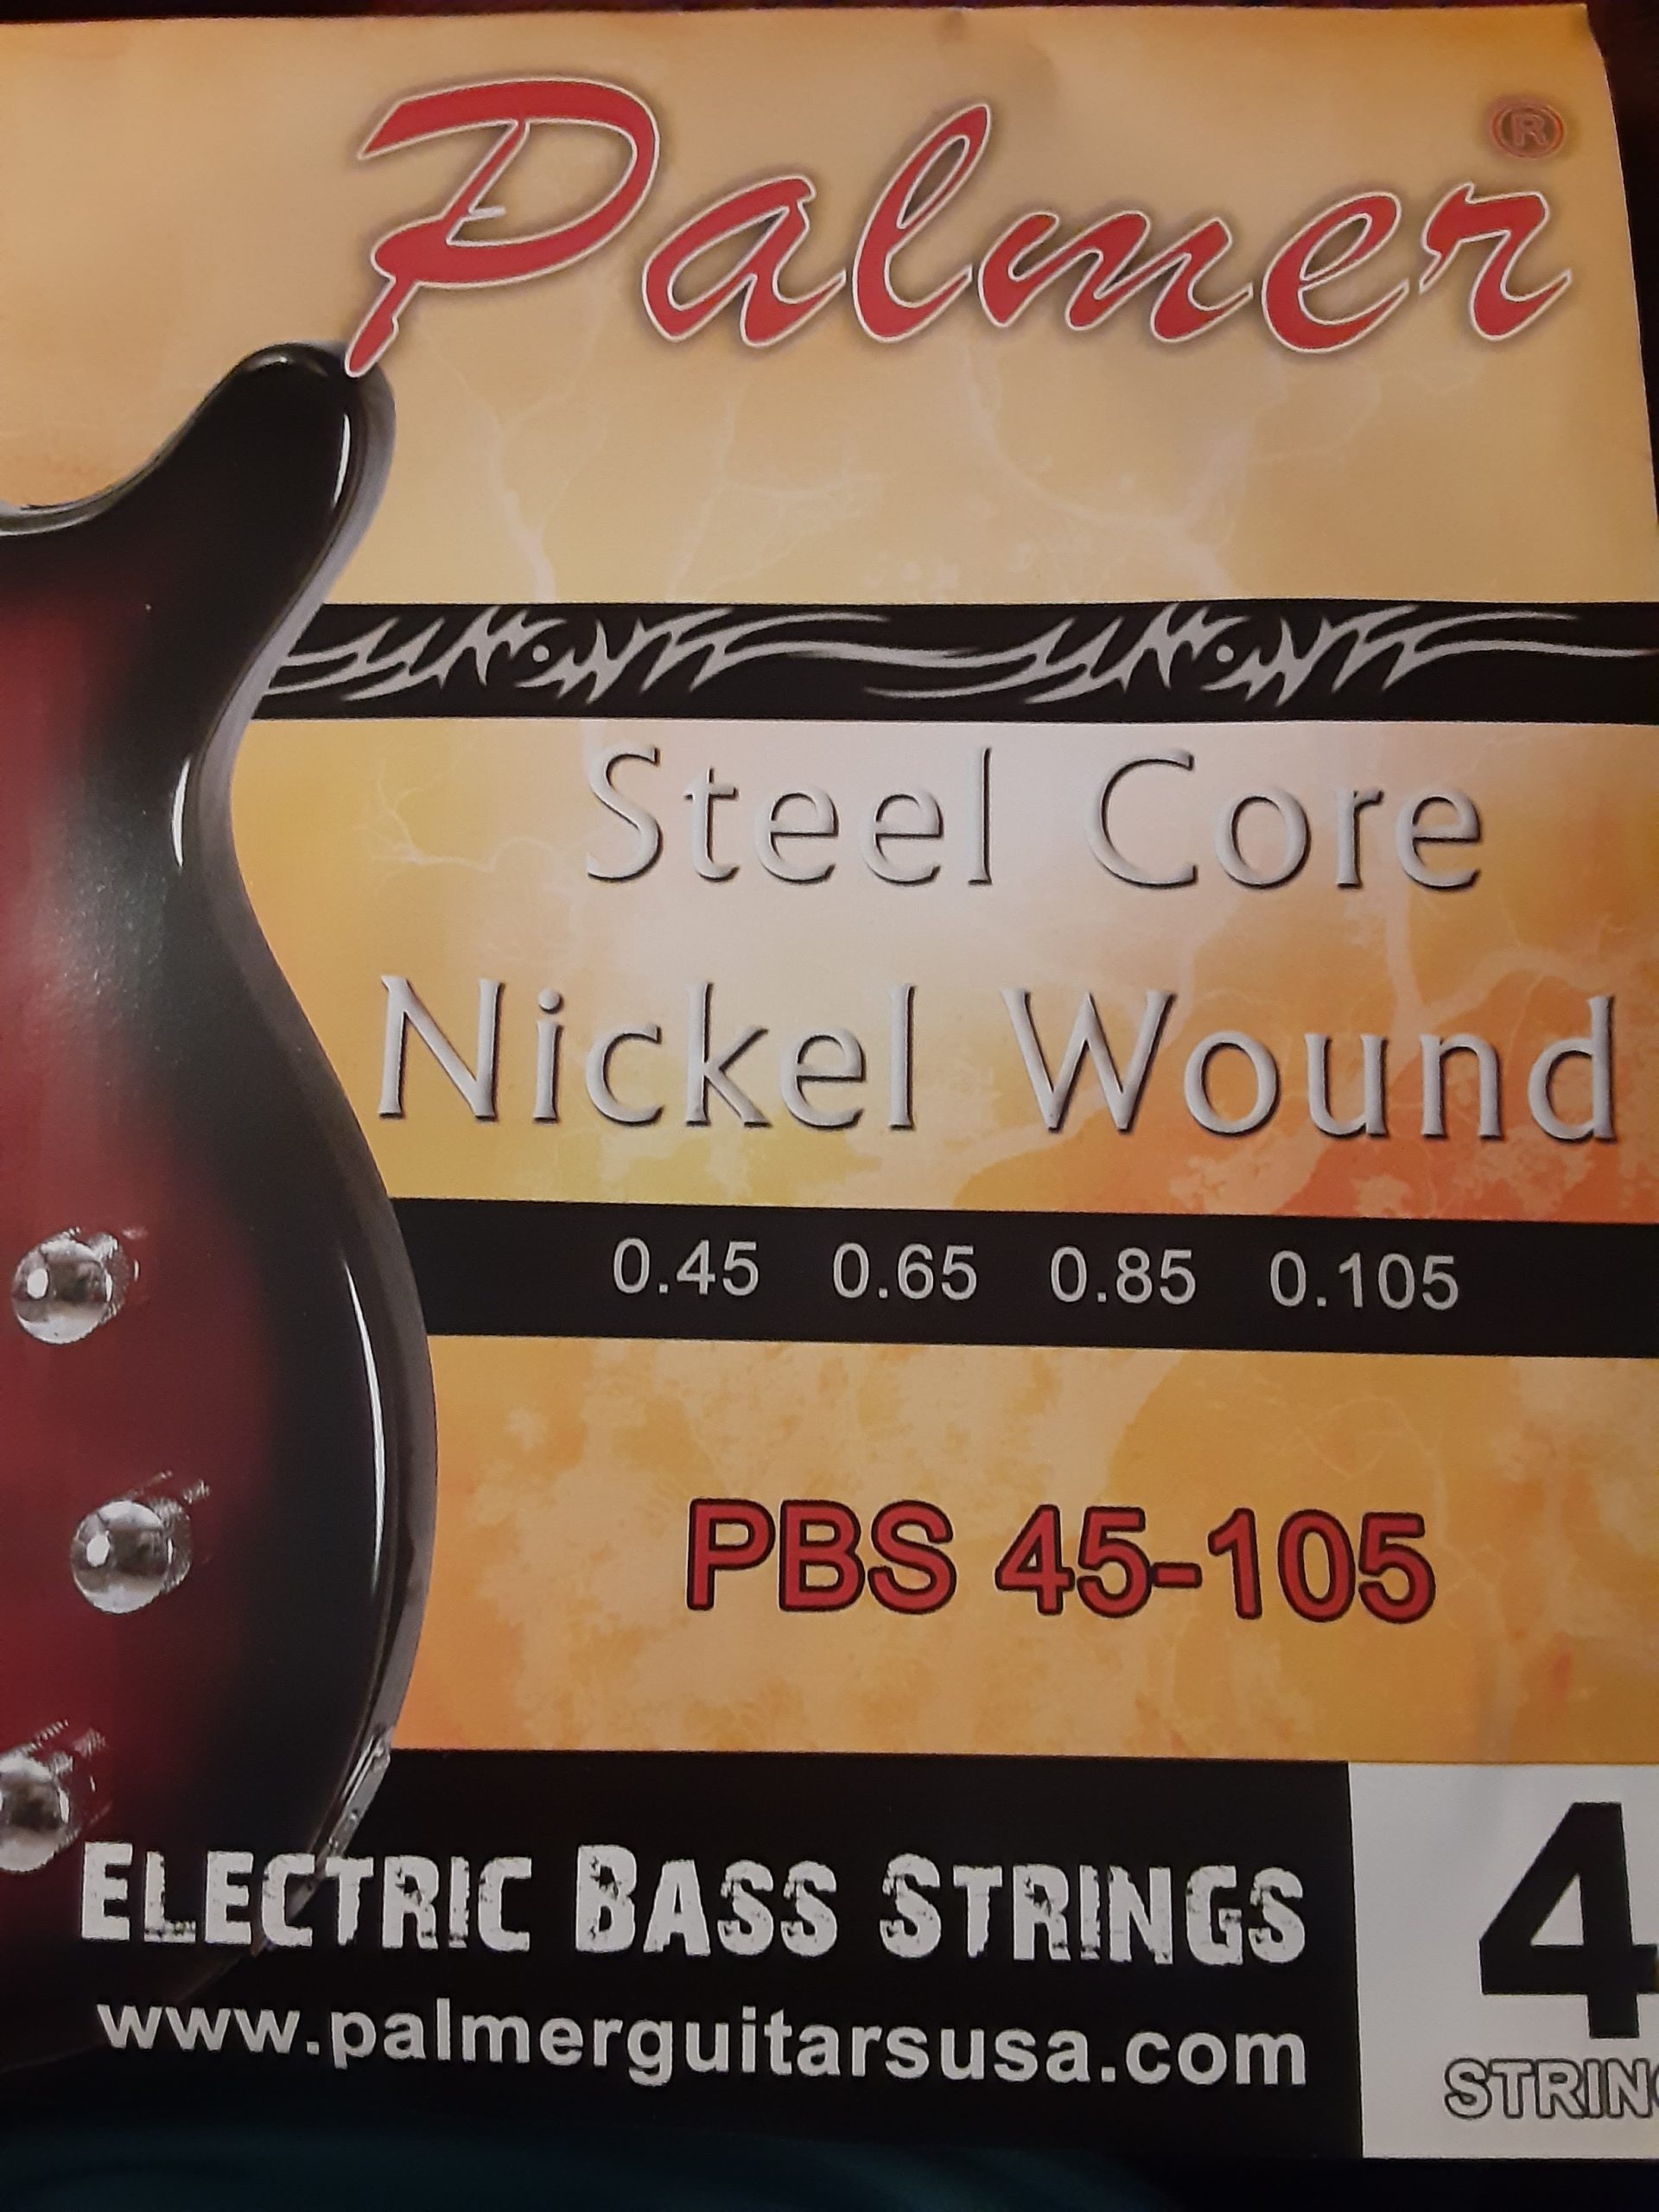 Palmer®
Steel Core
Nickel Wound
0.45 0.65 0.85 0.105
PBS 45-105
4
ELECTRIC BASS STRINGS
www.palmerguitarsusa.com
STRIN